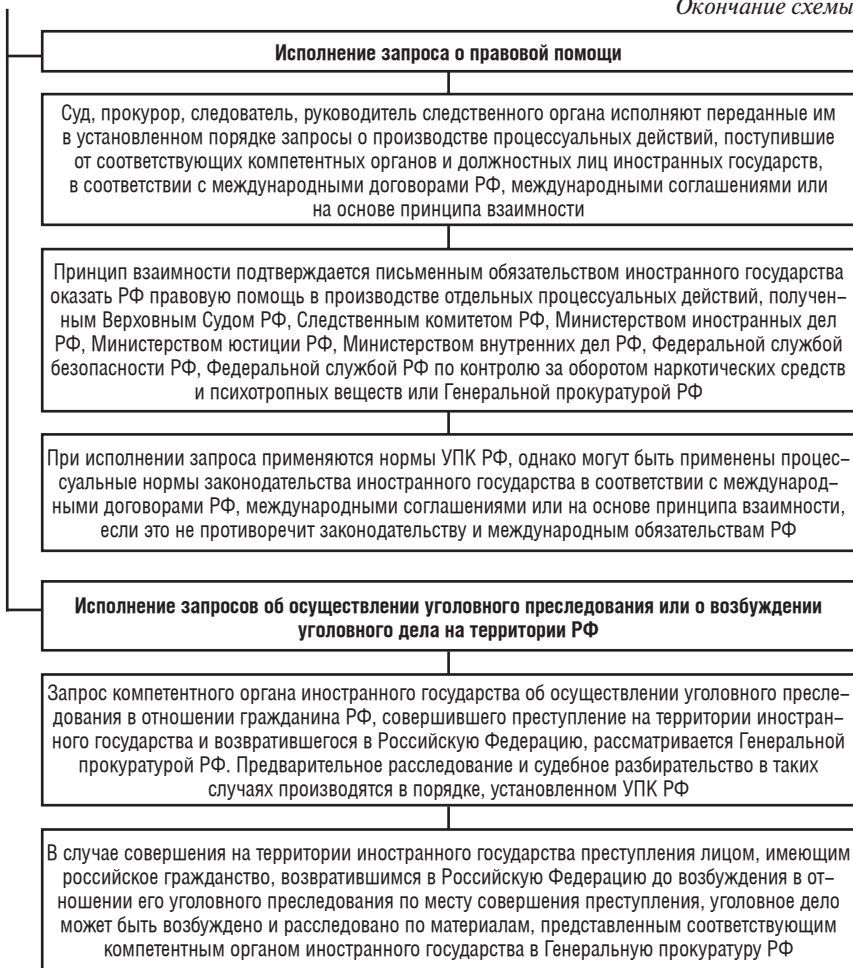 Окончание схемы
Исполнение запроса о правовой помощи
Суд, прокурор, следователь, руководитель следственного органа исполняют переданные им
в установленном порядке запросы о производстве процессуальных действий, поступившие
от соответствующих компетентных органов и должностных лиц иностранных государств,
в соответствии с международными договорами РФ, международными соглашениями или
на основе принципа взаимности
Принцип взаимности подтверждается письменным обязательством иностранного государства
оказать РФ правовую помощь в производстве отдельных процессуальных действий, получен-
ным Верховным Судом РФ, Следственным комитетом РФ, Министерством иностранных дел
РФ, Министерством юстиции РФ, Министерством внутренних дел РФ, Федеральной службой
безопасности РФ, Федеральной службой РФ по контролю за оборотом наркотических средств
и психотропных веществ или Генеральной прокуратурой РФ
При исполнении запроса применяются нормы УПК РФ, однако могут быть применены процес-
суальные нормы законодательства иностранного государства в соответствии с международ-
ными договорами РФ, международными соглашениями или на основе принципа взаимности,
если это не противоречит законодательству и международным обязательствам РФ
Исполнение запросов об осуществлении уголовного преследования или о возбуждении
уголовного дела на территории РФ
Запрос компетентного органа иностранного государства об осуществлении уголовного пресле-
дования в отношении гражданина РФ, совершившего преступление на территории иностран-
ного государства и возвратившегося в Российскую Федерацию, рассматривается Генеральной
прокуратурой РФ. Предварительное расследование и судебное разбирательство в таких
случаях производятся в порядке, установленном УПК РФ
В случае совершения на территории иностранного государства преступления лицом, имеющим
российское гражданство, возвратившимся в Российскую Федерацию до возбуждения в от-
ношении его уголовного преследования по месту совершения преступления, уголовное дело
может быть возбуждено и расследовано по материалам, представленным соответствующим
компетентным органом иностранного государства в Генеральную прокуратуру РФ